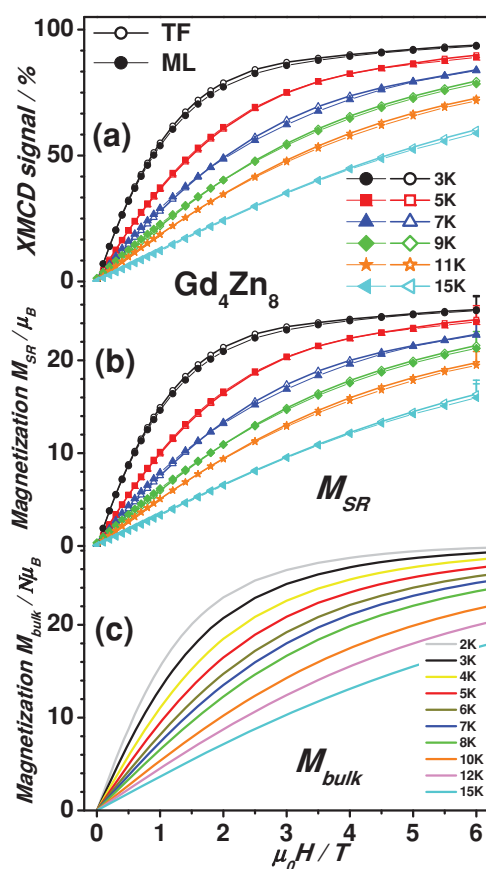 100
TF
ML
(a)
XMCD signal / %
50
3K
5K
7K
9K
11K
15K
0
Gd4Zn8
(b)
Magnetization MSR / μB
20
10
MSR
0
(c)
Magnetization Mbulk / NμB
20
2K
3K
4K
5K
6K
7K
8K
10K
12K
15K
10
Mbulk
0
0 1 2 3 4 5 6
μ0H / T